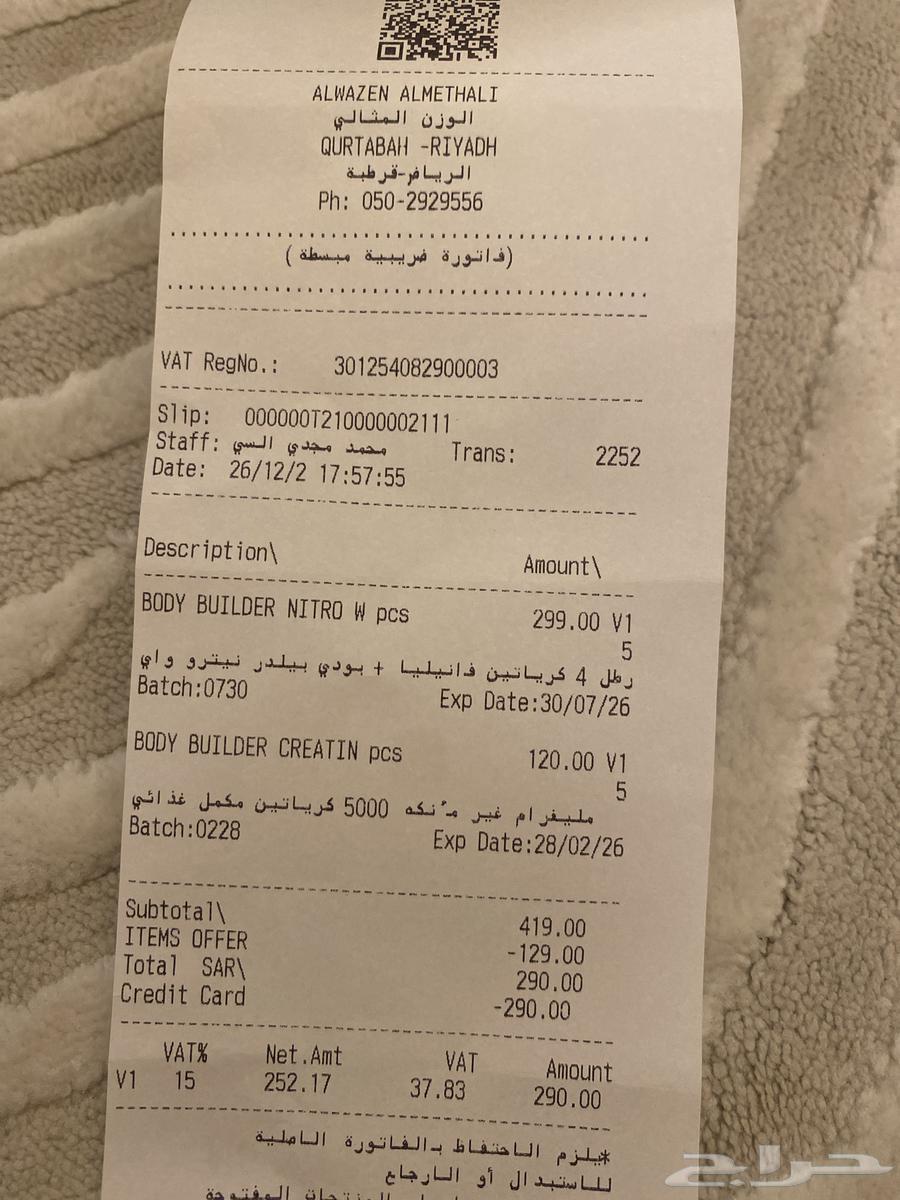 ALWAZEN ALMETHALI
الوزن المثالي
QURTABAH -RIYADH
الرياض-قرطبة
Ph: 050-2929556
(فاتورة ضريبية مبسطة )
VAT RegNo.: 301254082900003
Slip: 000000T210000002111
Staff: محمد مجدي السي Trans: 2252
Date: 26/12/2 17:57:55
Description\ Amount\
BODY BUILDER NITRO W pcs 299.00 V1
5
رطل 4 كرياتين فانيليا + بودي بيلدر نيترو واي
Batch:0730 Exp Date:30/07/26
BODY BUILDER CREATIN pcs 120.00 V1
5
مليغرام غير منكه 5000 كرياتين مكمل غذائي
Batch:0228 Exp Date:28/02/26
Subtotal\ 419.00
ITEMS OFFER -129.00
Total SAR\ 290.00
Credit Card -290.00
VAT% Net.Amt VAT Amount
V1 15 252.17 37.83 290.00
*يلزم الاحتفاظ بالفاتورة الاصلية
للاستبدال أو الارجاع
المنتجات المفتوحة
حراج